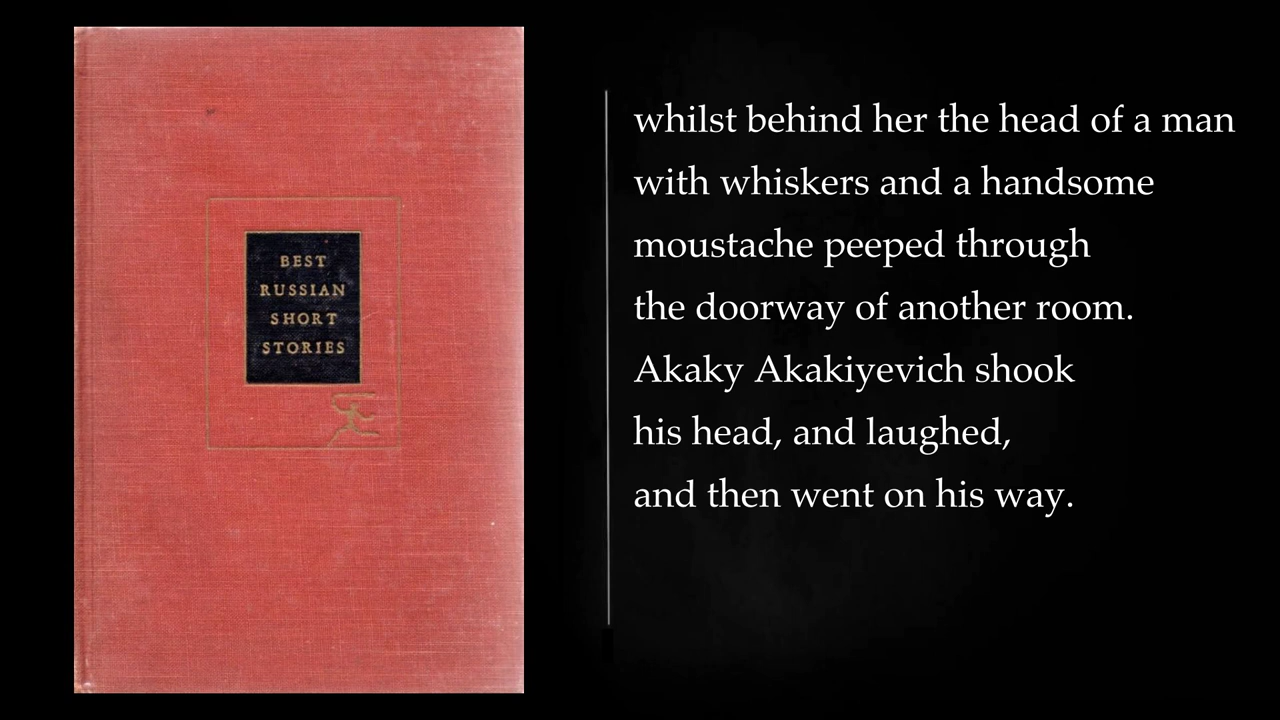 BEST
RUSSIAN
SHORT
STORIES
whilst behind her the head of a man
with whiskers and a handsome
moustache peeped through
the doorway of another room.
Akaky Akakiyevich shook
his head, and laughed,
and then went on his way.